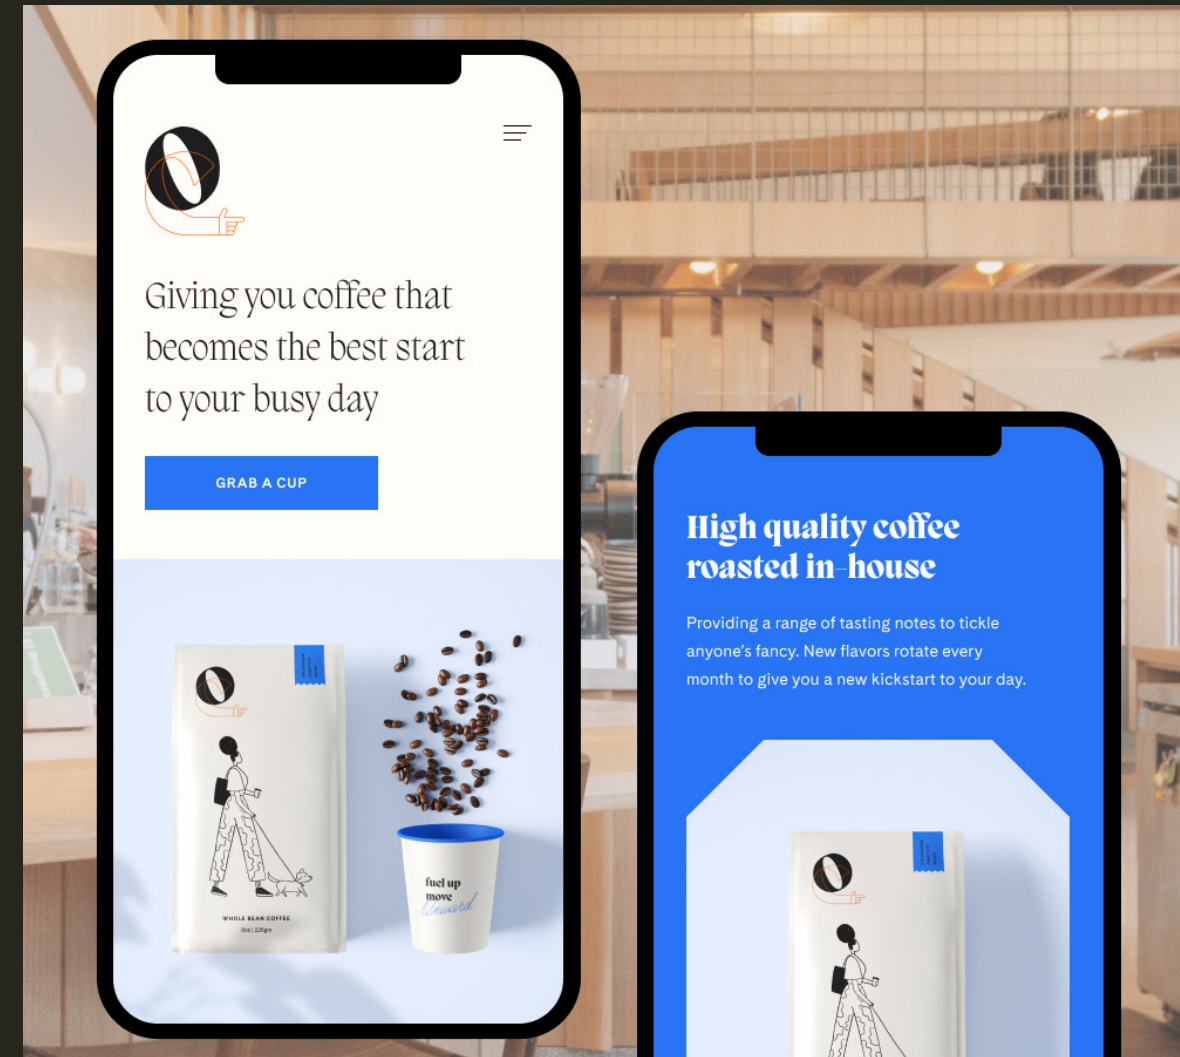 Giving you coffee that
becomes the best start
to your busy day
GRAB A CUP
WHOLE BEAN COFFEE
8oz | 226gm
fuel up
move
Onward
High quality coffee
roasted in-house
Providing a range of tasting notes to tickle
anyone’s fancy. New flavors rotate every
month to give you a new kickstart to your day.